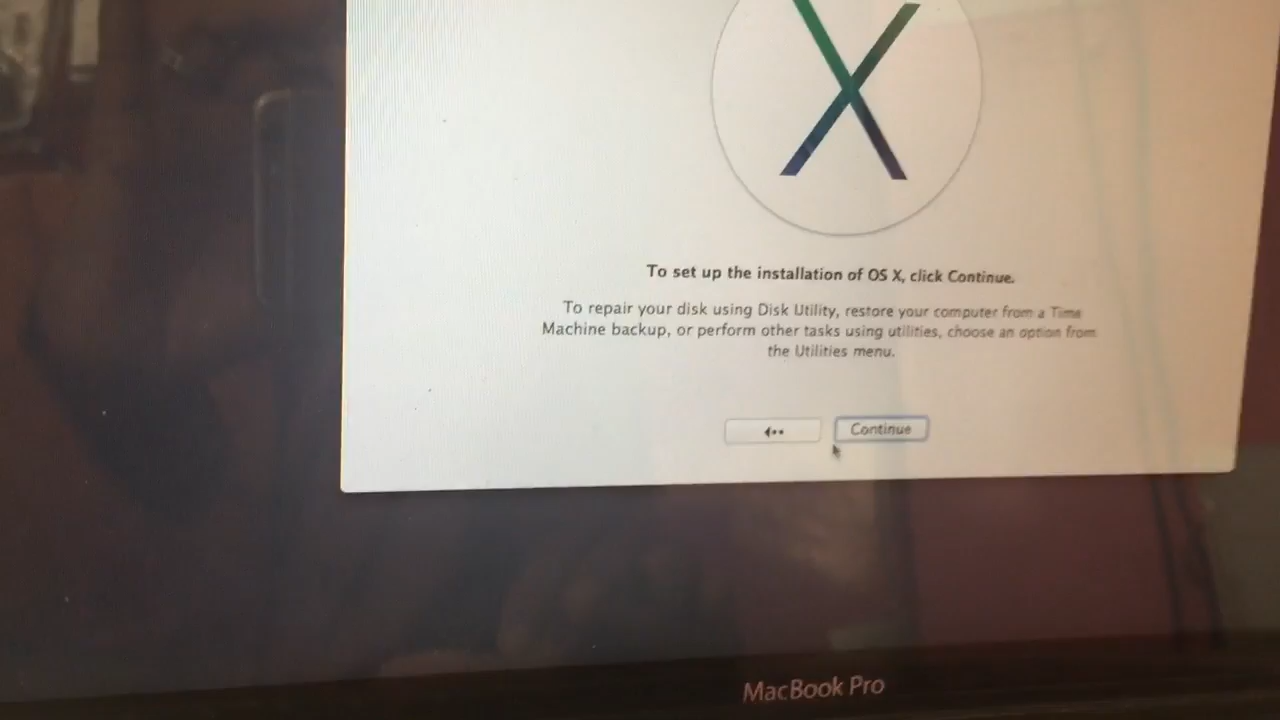 X
To set up the installation of OS X, click Continue.
To repair your disk using Disk Utility, restore your computer from a Time
Machine backup, or perform other tasks using utilities, choose an option from
the Utilities menu.
Continue
MacBook Pro